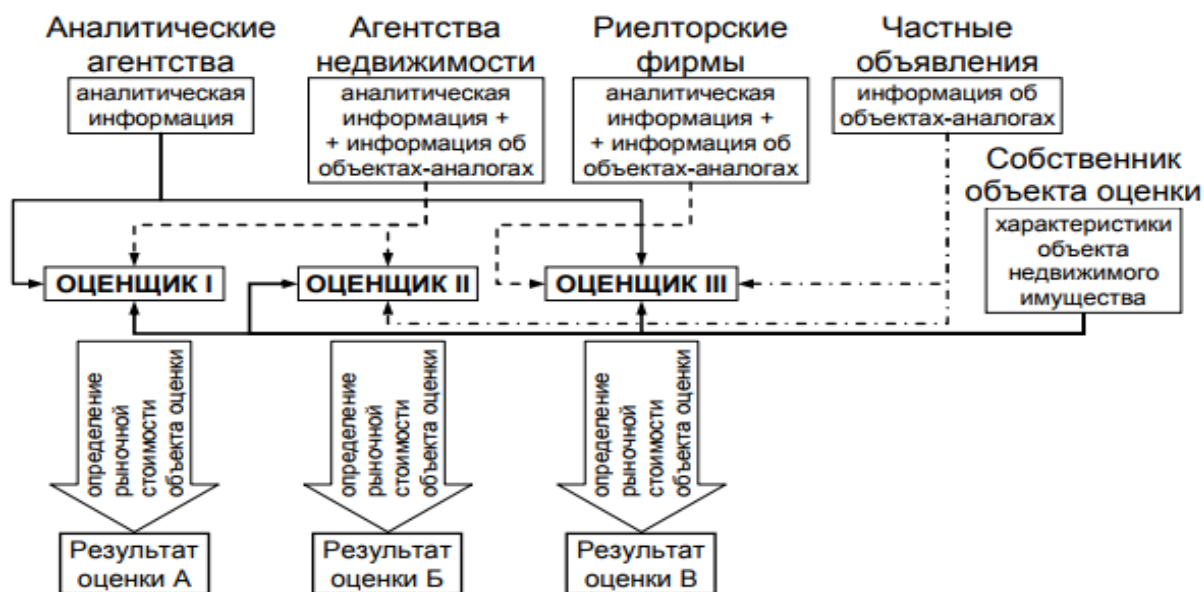 Аналитические
агентства
аналитическая
информация
Агентства
недвижимости
аналитическая
информация +
+ информация об
объектах-аналогах
Риелторские
фирмы
аналитическая
информация +
+ информация об
объектах-аналогах
Частные
объявления
информация об
объектах-аналогах
Собственник
объекта оценки
характеристики
объекта
недвижимого
имущества
ОЦЕНЩИК I
ОЦЕНЩИК II
ОЦЕНЩИК III
определение
рыночной
стоимости
объекта оценки
определение
рыночной
стоимости
объекта оценки
определение
рыночной
стоимости
объекта оценки
Результат
оценки А
Результат
оценки Б
Результат
оценки В